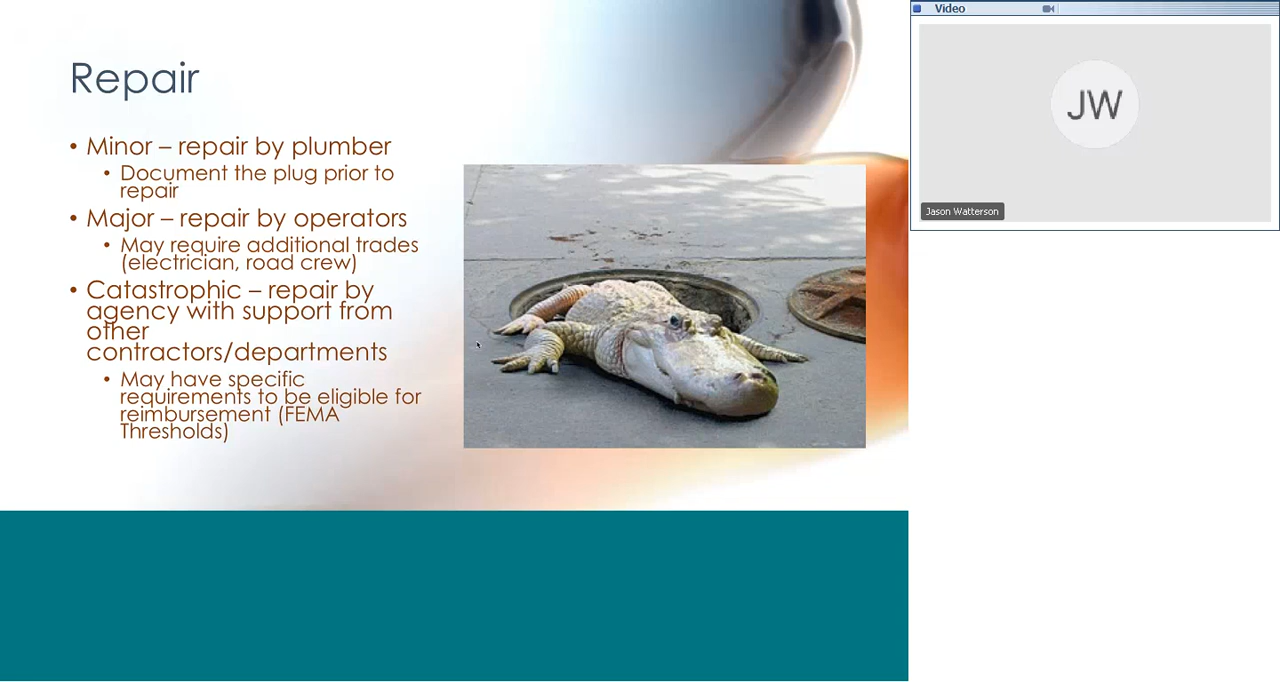 Repair
• Minor – repair by plumber
• Document the plug prior to
repair
• Major – repair by operators
• May require additional trades
(electrician, road crew)
• Catastrophic – repair by
agency with support from
other
contractors/departments
• May have specific
requirements to be eligible for
reimbursement (FEMA
Thresholds)
Video
JW
Jason Watterson